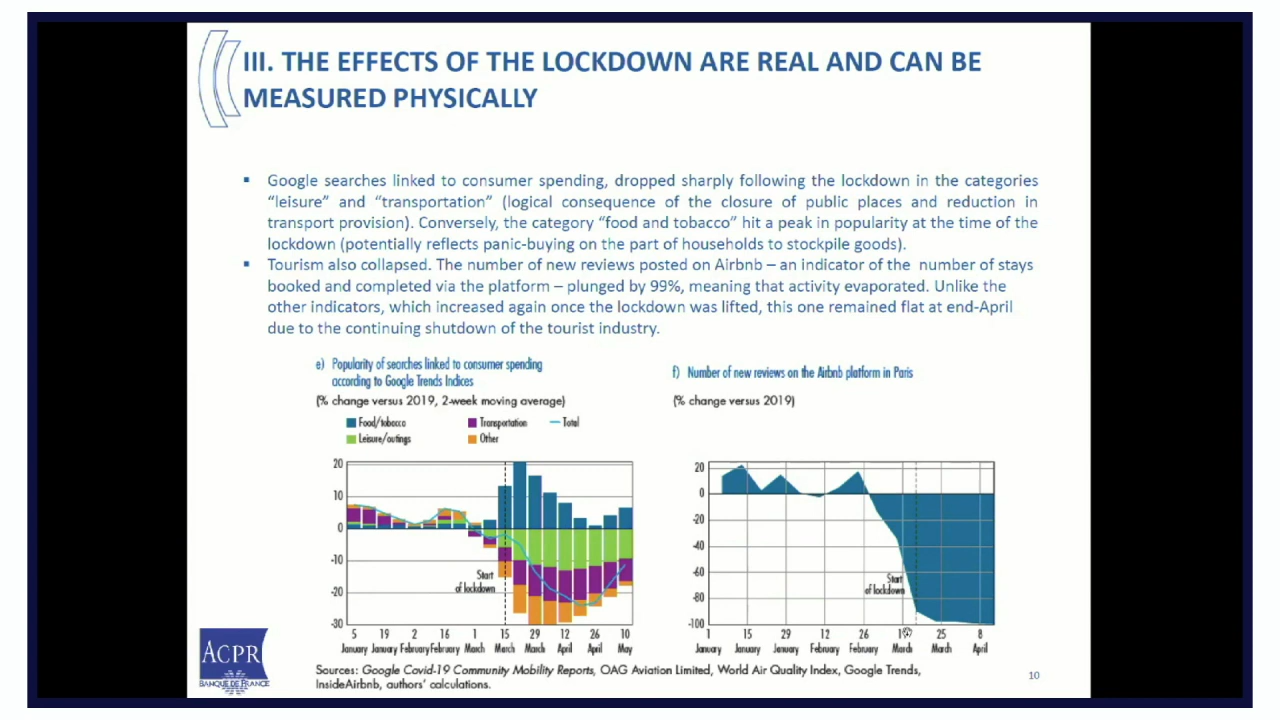 III. THE EFFECTS OF THE LOCKDOWN ARE REAL AND CAN BE
MEASURED PHYSICALLY
▪ Google searches linked to consumer spending, dropped sharply following the lockdown in the categories
“leisure” and “transportation” (logical consequence of the closure of public places and reduction in
transport provision). Conversely, the category “food and tobacco” hit a peak in popularity at the time of the
lockdown (potentially reflects panic-buying on the part of households to stockpile goods).
▪ Tourism also collapsed. The number of new reviews posted on Airbnb – an indicator of the number of stays
booked and completed via the platform – plunged by 99%, meaning that activity evaporated. Unlike the
other indicators, which increased again once the lockdown was lifted, this one remained flat at end-April
due to the continuing shutdown of the tourist industry.
e) Popularity of searches linked to consumer spending
according to Google Trends Indices
(% change versus 2019, 2-week moving average)
Food/tobacco Transportation Total
Leisure/outings Other
20
10
0
-10
-20
-30
Start
of lockdown
5 19 2 16 1 15 29 12 26 10
January January February February March March March April April May
f) Number of new reviews on the Airbnb platform in Paris
(% change versus 2019)
20
0
-20
-40
-60
-80
-100
Start
of lockdown
1 15 29 12 26 25 8
January January January February February March March April
Sources: Google Covid-19 Community Mobility Reports, OAG Aviation Limited, World Air Quality Index, Google Trends,
InsideAirbnb, authors’ calculations.
ACPR
BANQUE DE FRANCE
10